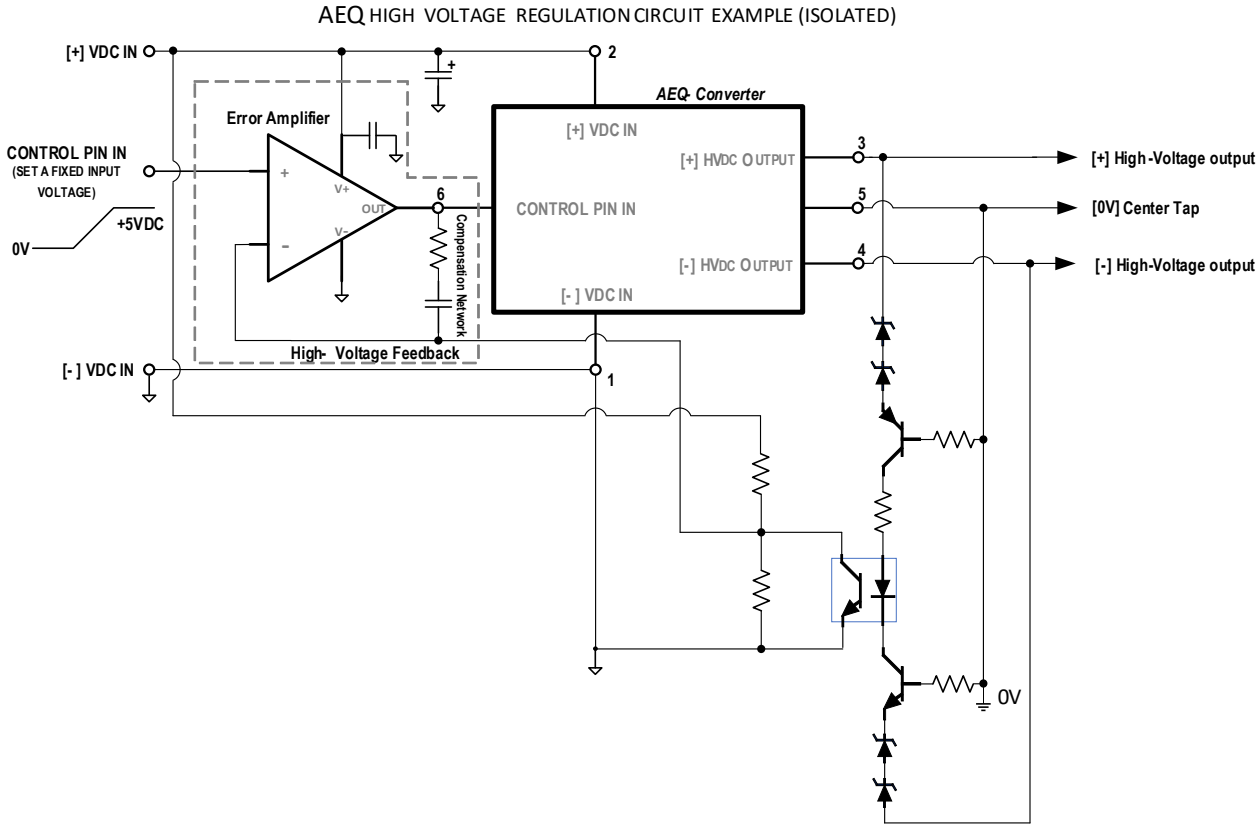 AEQ HIGH VOLTAGE REGULATION CIRCUIT EXAMPLE (ISOLATED)
[+] VDC IN
2
+
AEQ- Converter
Error Amplifier
[+] VDC IN
3
CONTROL PIN IN
(SET A FIXED INPUT
VOLTAGE)
+
V+
[+] HVDC OUTPUT
[+] High-Voltage output
6
5
OUT
CONTROL PIN IN
[0V] Center Tap
+5VDC
0V
−
V-
Compensation Network
4
[-] HVDC OUTPUT
[-] High-Voltage output
[-] VDC IN
High- Voltage Feedback
[-] VDC IN
1
0V